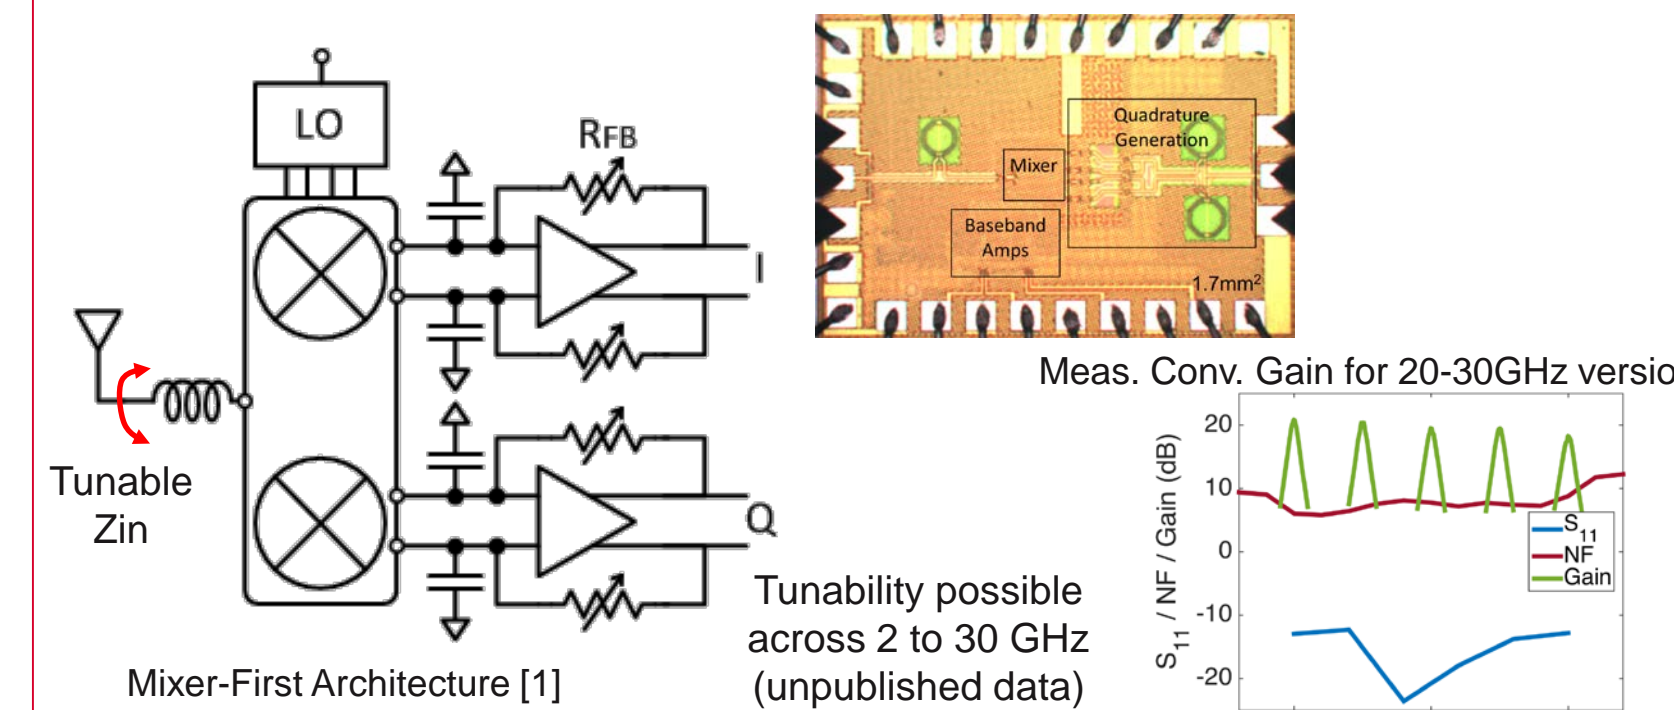 LO
RFB
I
Q
Tunable
Zin
Mixer-First Architecture [1]
Quadrature
Generation
Mixer
Baseband
Amps
1.7mm²
Meas. Conv. Gain for 20-30GHz versio
Tunability possible
across 2 to 30 GHz
(unpublished data)
S11 / NF / Gain (dB)
20
10
0
-10
-20
S11
NF
Gain